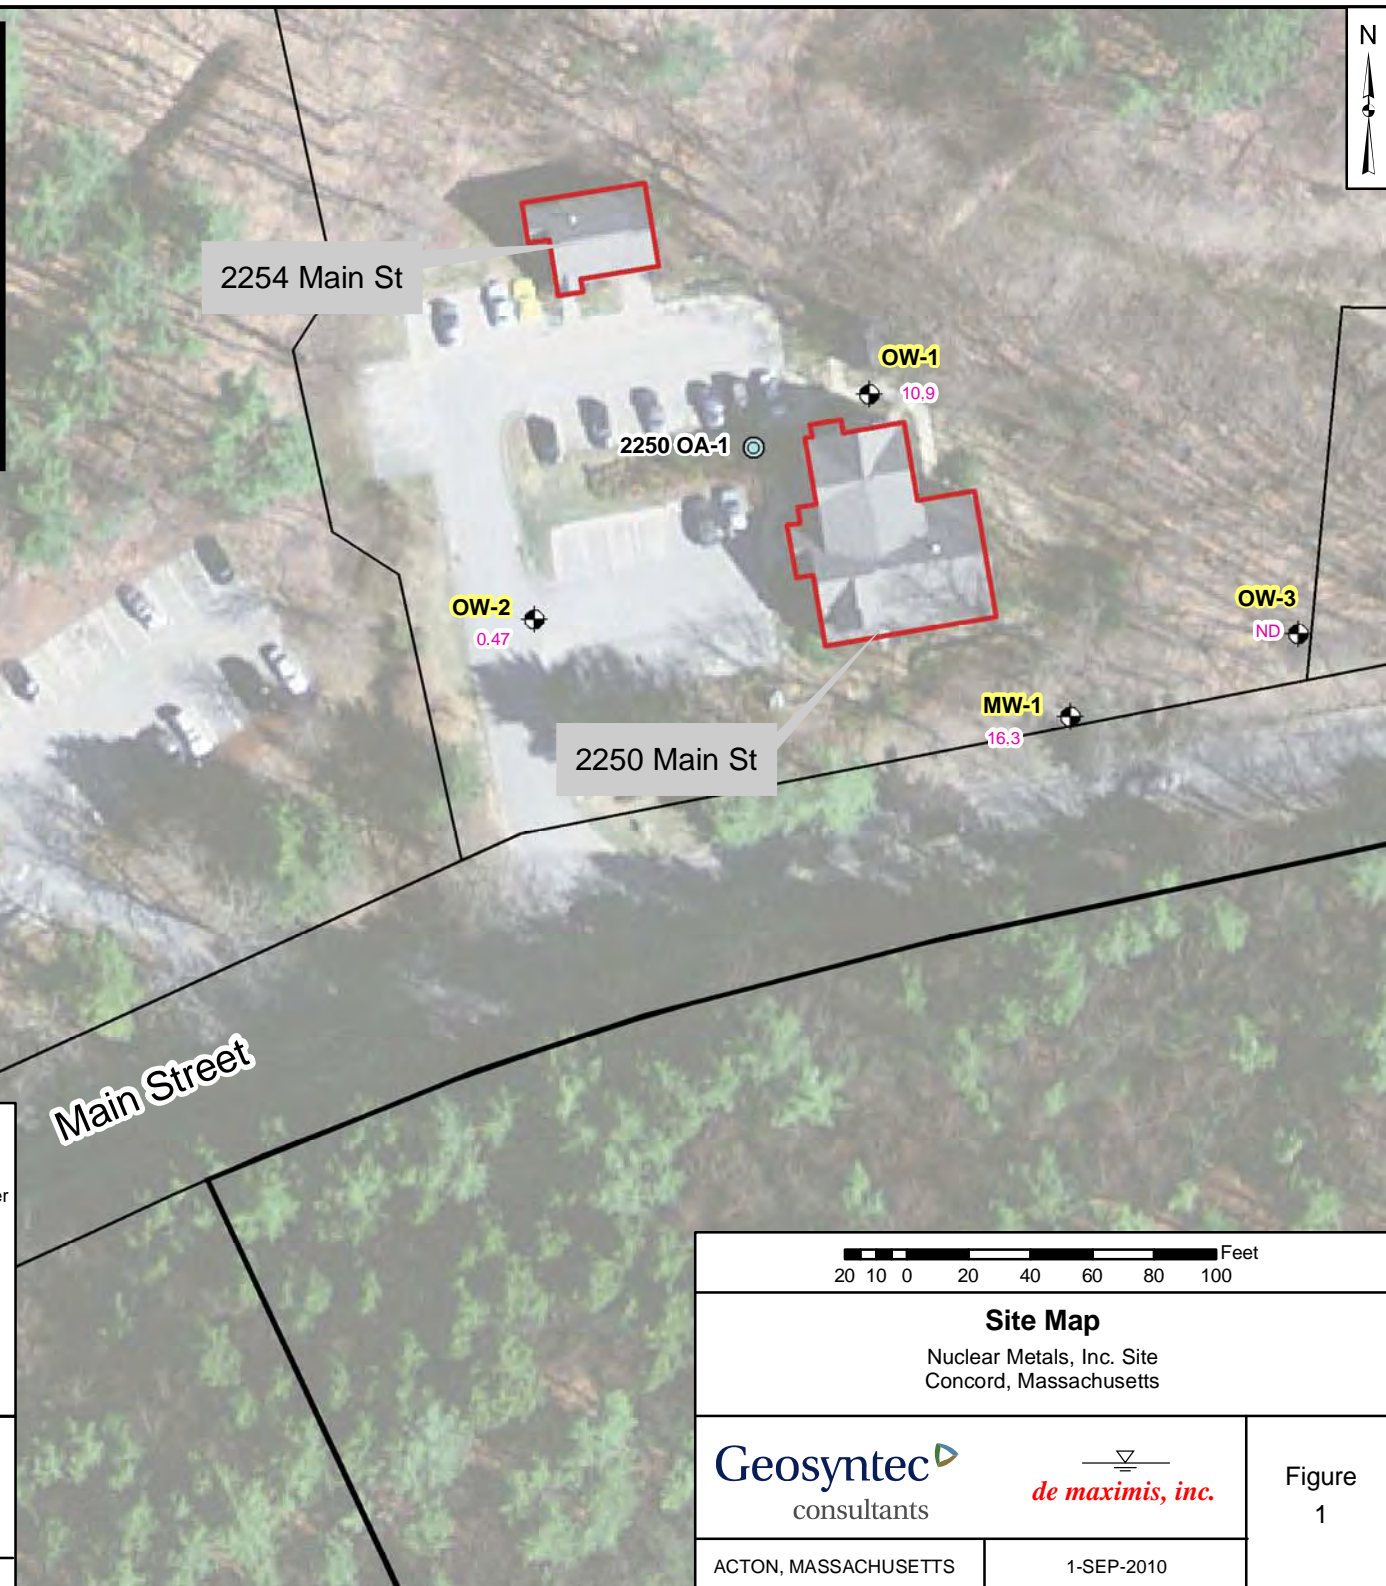 N
2254 Main St
OW-1
10.9
2250 OA-1
OW-2
0.47
OW-3
ND
MW-1
16.3
2250 Main St
Main Street
er
Feet
20 10 0 20 40 60 80 100
Site Map
Nuclear Metals, Inc. Site
Concord, Massachusetts
Geosyntec
consultants
de maximis, inc.
Figure
1
ACTON, MASSACHUSETTS
1-SEP-2010